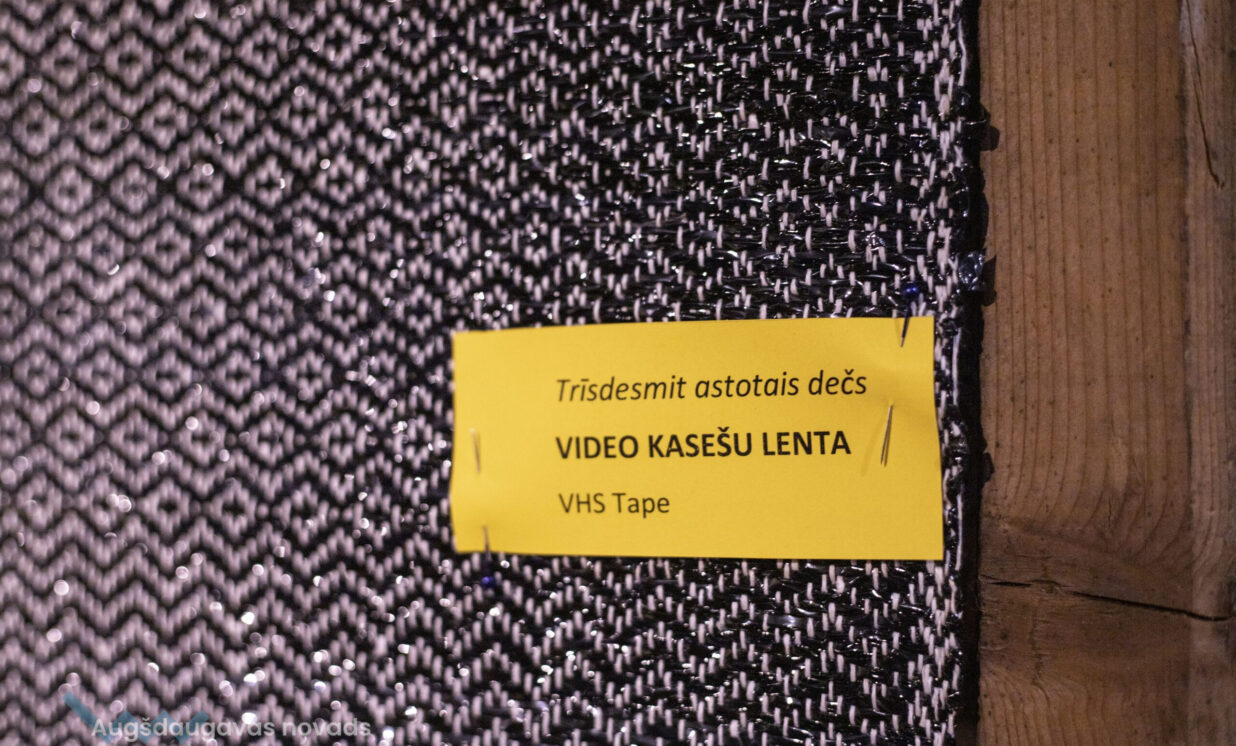 Trīsdesmit astotais dečs
VIDEO KASEŠU LENTA
VHS Tape
Augšdaugavas novads